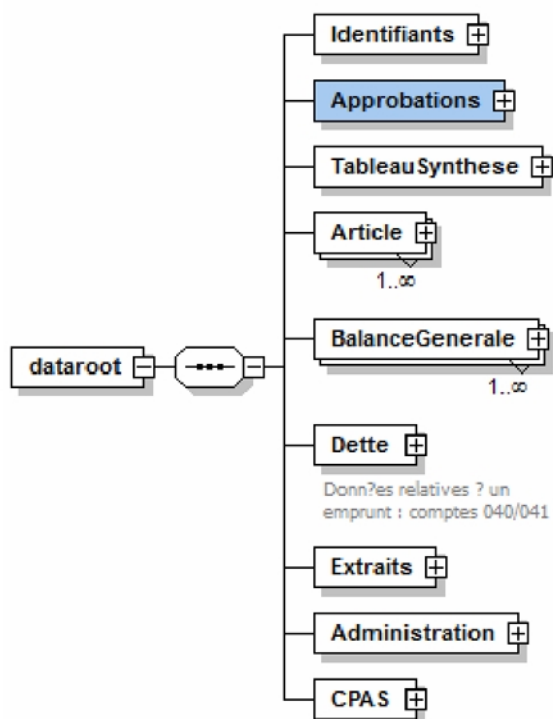 Identifiants
Approbations
TableauSynthese
Article
1..∞
BalanceGenerale
1..∞
dataroot
Dette
Donn?es relatives ? un
emprunt : comptes 040/041
Extraits
Administration
CPAS